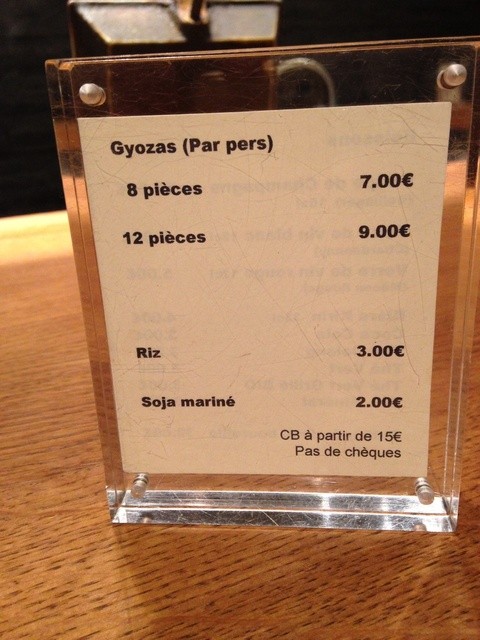 Gyozas (Par pers)
8 pièces 7.00€
12 pièces 9.00€
Riz 3.00€
Soja mariné 2.00€
CB à partir de 15€
Pas de chèques